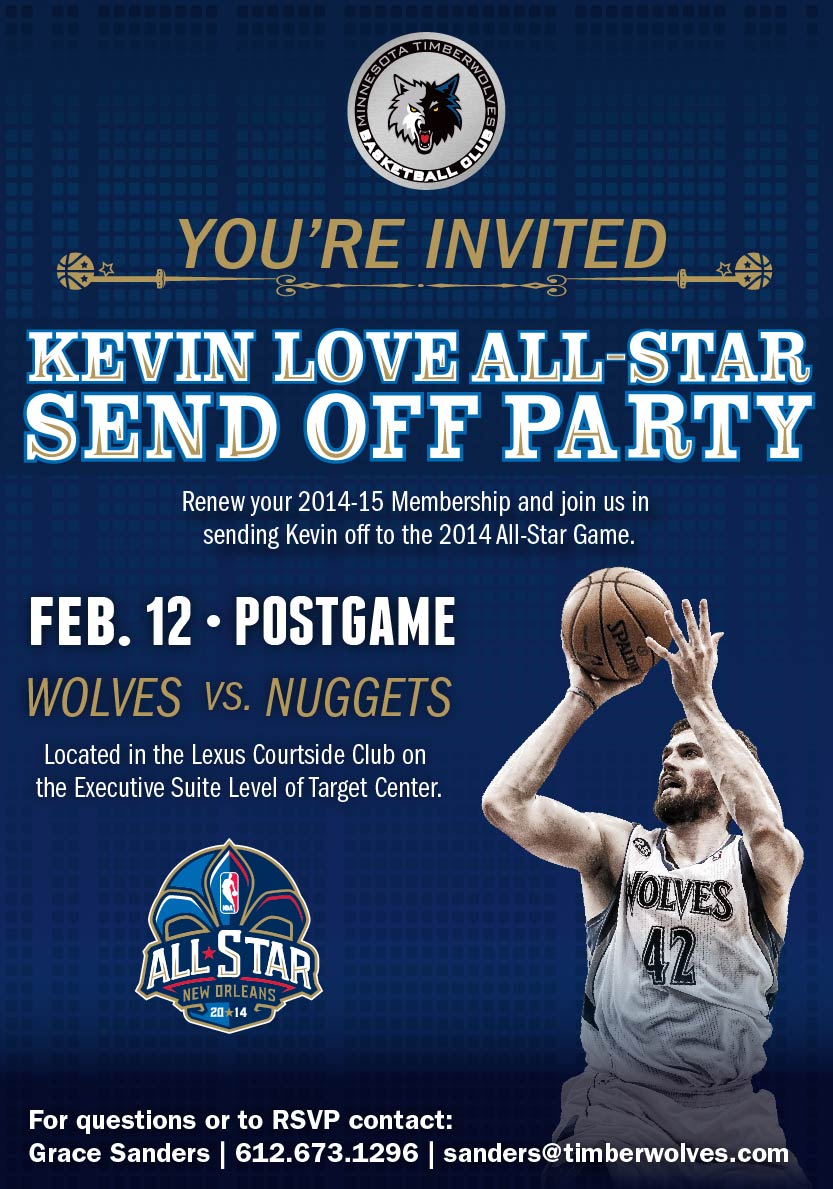 MINNESOTA TIMBERWOLVES
BASKETBALL CLUB
YOU'RE INVITED
KEVIN LOVE ALL-STAR
SEND OFF PARTY
Renew your 2014-15 Membership and join us in
sending Kevin off to the 2014 All-Star Game.
FEB. 12 • POSTGAME
WOLVES VS. NUGGETS
Located in the Lexus Courtside Club on
the Executive Suite Level of Target Center.
SPALDING
WOLVES
42
NBA
ALL STAR
NEW ORLEANS
20 14
For questions or to RSVP contact:
Grace Sanders | 612.673.1296 | sanders@timberwolves.com